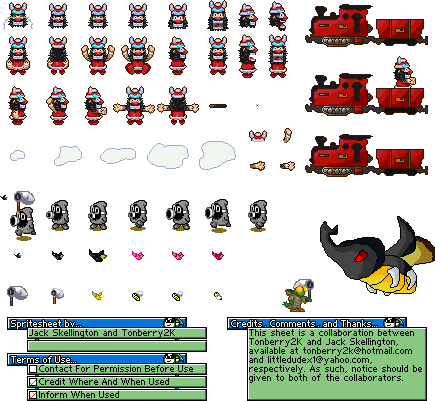 Spritesheet by...
Jack Skellington and Tonberry2K
Terms of Use...
Contact For Permission Before Use
Credit Where And When Used
Inform When Used
Credits, Comments, and Thanks...
This sheet is a collaboration between
Tonberry2K and Jack Skellington,
available at tonberry2k@hotmail.com
and littledudex1@yahoo.com,
respectively. As such, notice should be
given to both of the collaborators.